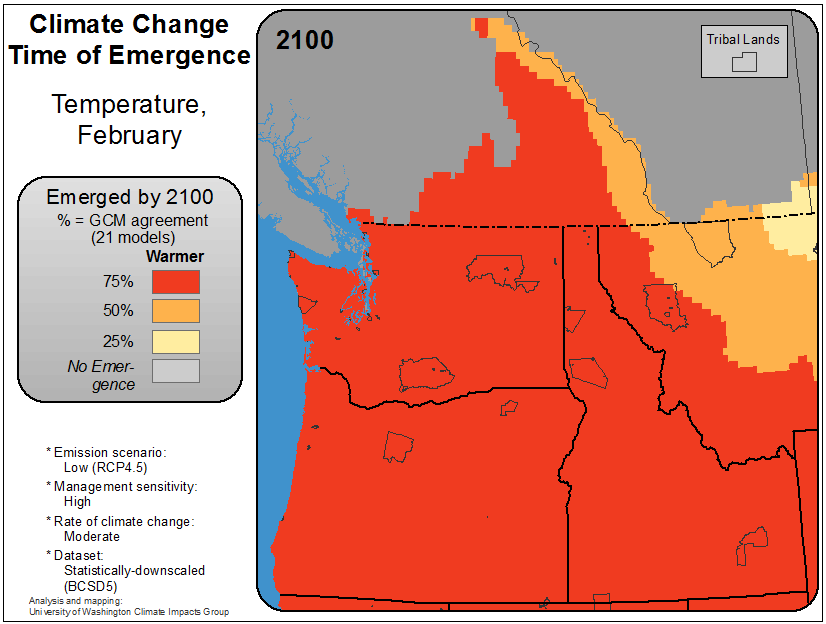 Climate Change
Time of Emergence
Temperature,
February
Emerged by 2100
% = GCM agreement
(21 models)
Warmer
75%
50%
25%
No Emer-
gence
* Emission scenario:
Low (RCP4.5)
* Management sensitivity:
High
* Rate of climate change:
Moderate
* Dataset:
Statistically-downscaled
(BCSD5)
Analysis and mapping:
University of Washington Climate Impacts Group
2100
Tribal Lands